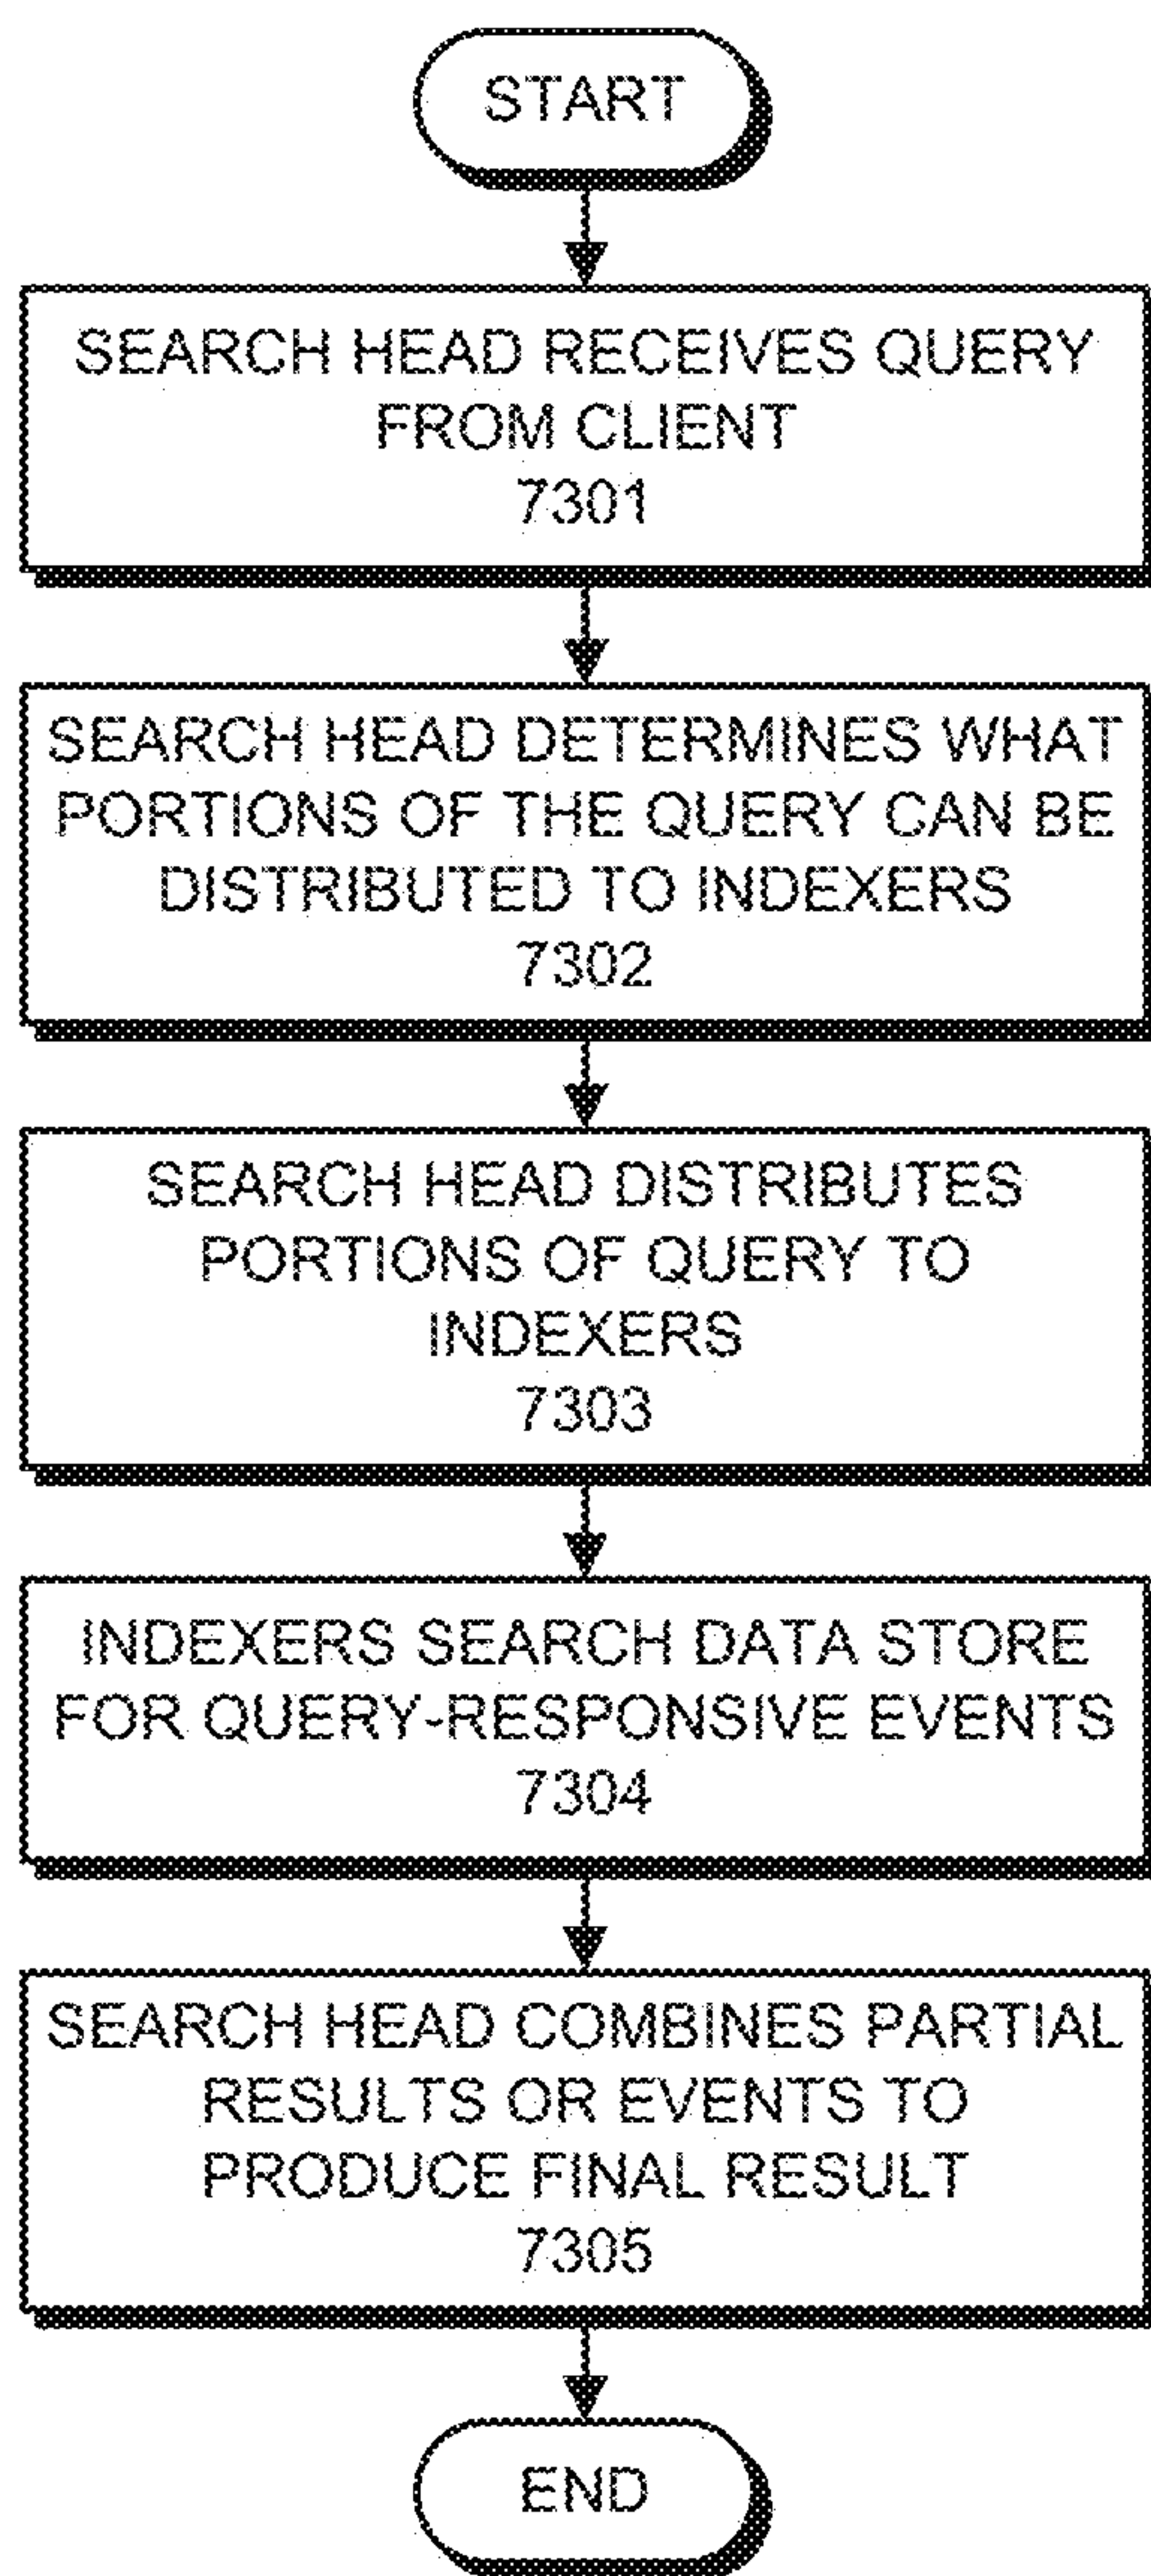 START
SEARCH HEAD RECEIVES QUERY
FROM CLIENT
7301
SEARCH HEAD DETERMINES WHAT
PORTIONS OF THE QUERY CAN BE
DISTRIBUTED TO INDEXERS
7302
SEARCH HEAD DISTRIBUTES
PORTIONS OF QUERY TO
INDEXERS
7303
INDEXERS SEARCH DATA STORE
FOR QUERY-RESPONSIVE EVENTS
7304
SEARCH HEAD COMBINES PARTIAL
RESULTS OR EVENTS TO
PRODUCE FINAL RESULT
7305
END